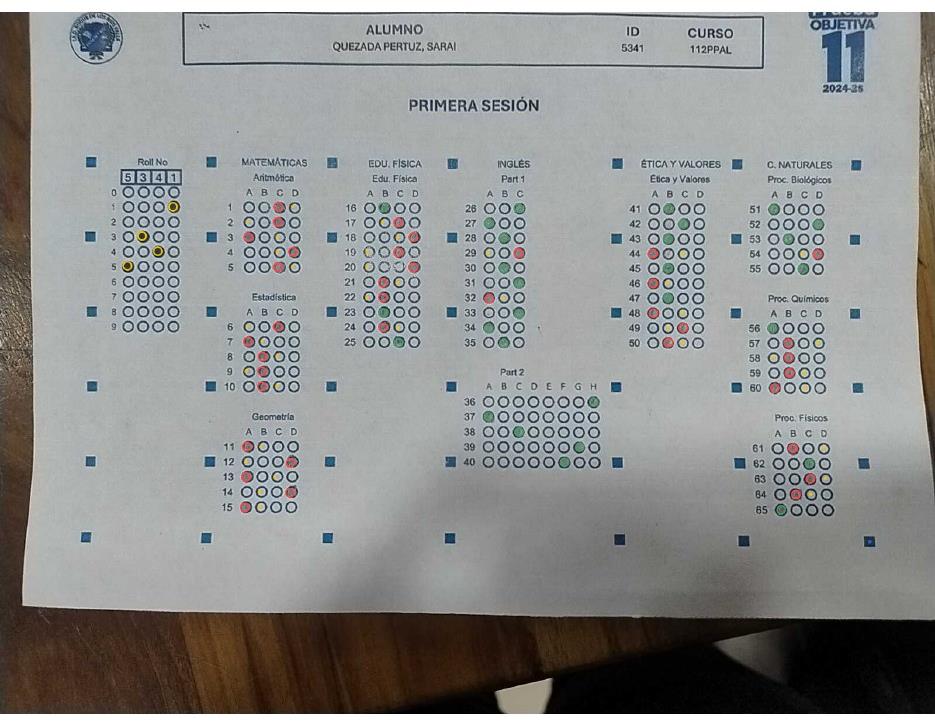 ALUMNO ID CURSO
QUEZADA PERTUZ, SARAI 5341 112PPAL
Prueba
OBJETIVA
11
2024-25
PRIMERA SESIÓN
Roll No
5 3 4 1
0
1
2
3
4
5
6
7
8
9
MATEMÁTICAS
Aritmética
A B C D
1
2
3
4
5
Estadística
A B C D
6
7
8
9
10
Geometría
A B C D
11
12
13
14
15
EDU. FÍSICA
Edu. Física
A B C D
16
17
18
19
20
21
22
23
24
25
INGLÉS
Part 1
A B C
26
27
28
29
30
31
32
33
34
35
Part 2
A B C D E F G H
36
37
38
39
40
ÉTICA Y VALORES
Ética y Valores
A B C D
41
42
43
44
45
46
47
48
49
50
C. NATURALES
Proc. Biológicos
A B C D
51
52
53
54
55
Proc. Químicos
A B C D
56
57
58
59
60
Proc. Físicos
A B C D
61
62
63
64
65